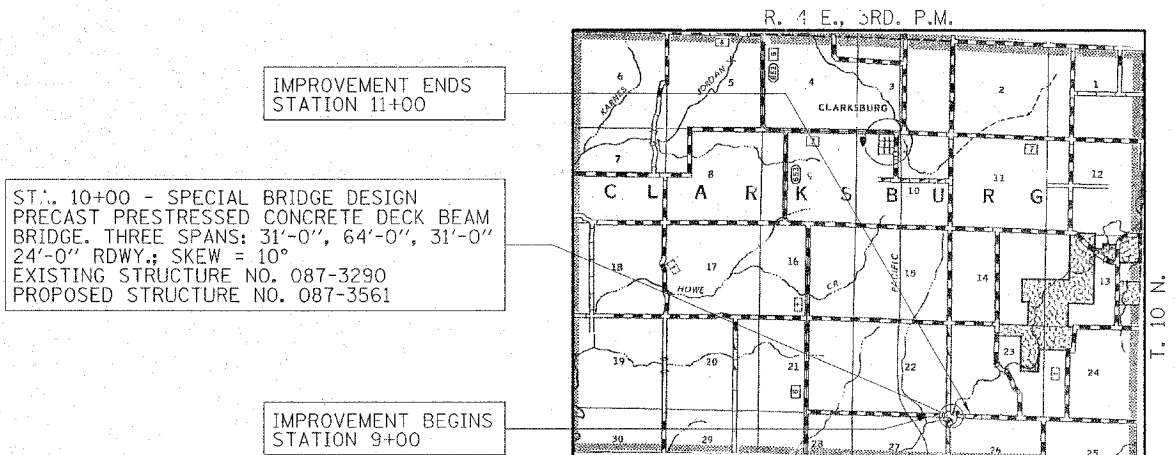 R. 4 E., 3RD. P.M.
IMPROVEMENT ENDS
STATION 11+00
STA. 10+00 - SPECIAL BRIDGE DESIGN
PRECAST PRESTRESSED CONCRETE DECK BEAM
BRIDGE. THREE SPANS: 31'-0", 64'-0", 31'-0"
24'-0" RDWY.; SKEW = 10°
EXISTING STRUCTURE NO. 087-3290
PROPOSED STRUCTURE NO. 087-3561
IMPROVEMENT BEGINS
STATION 9+00
6
5
4
3
2
1
KARNES
JORDAN
CLARKSBURG
7
8
9
10
11
12
CLARKSBURG
18
17
16
15
14
13
HOWE
CR.
PACIFIC
19
20
21
22
23
24
30
29
28
27
26
25
T. 10 N.